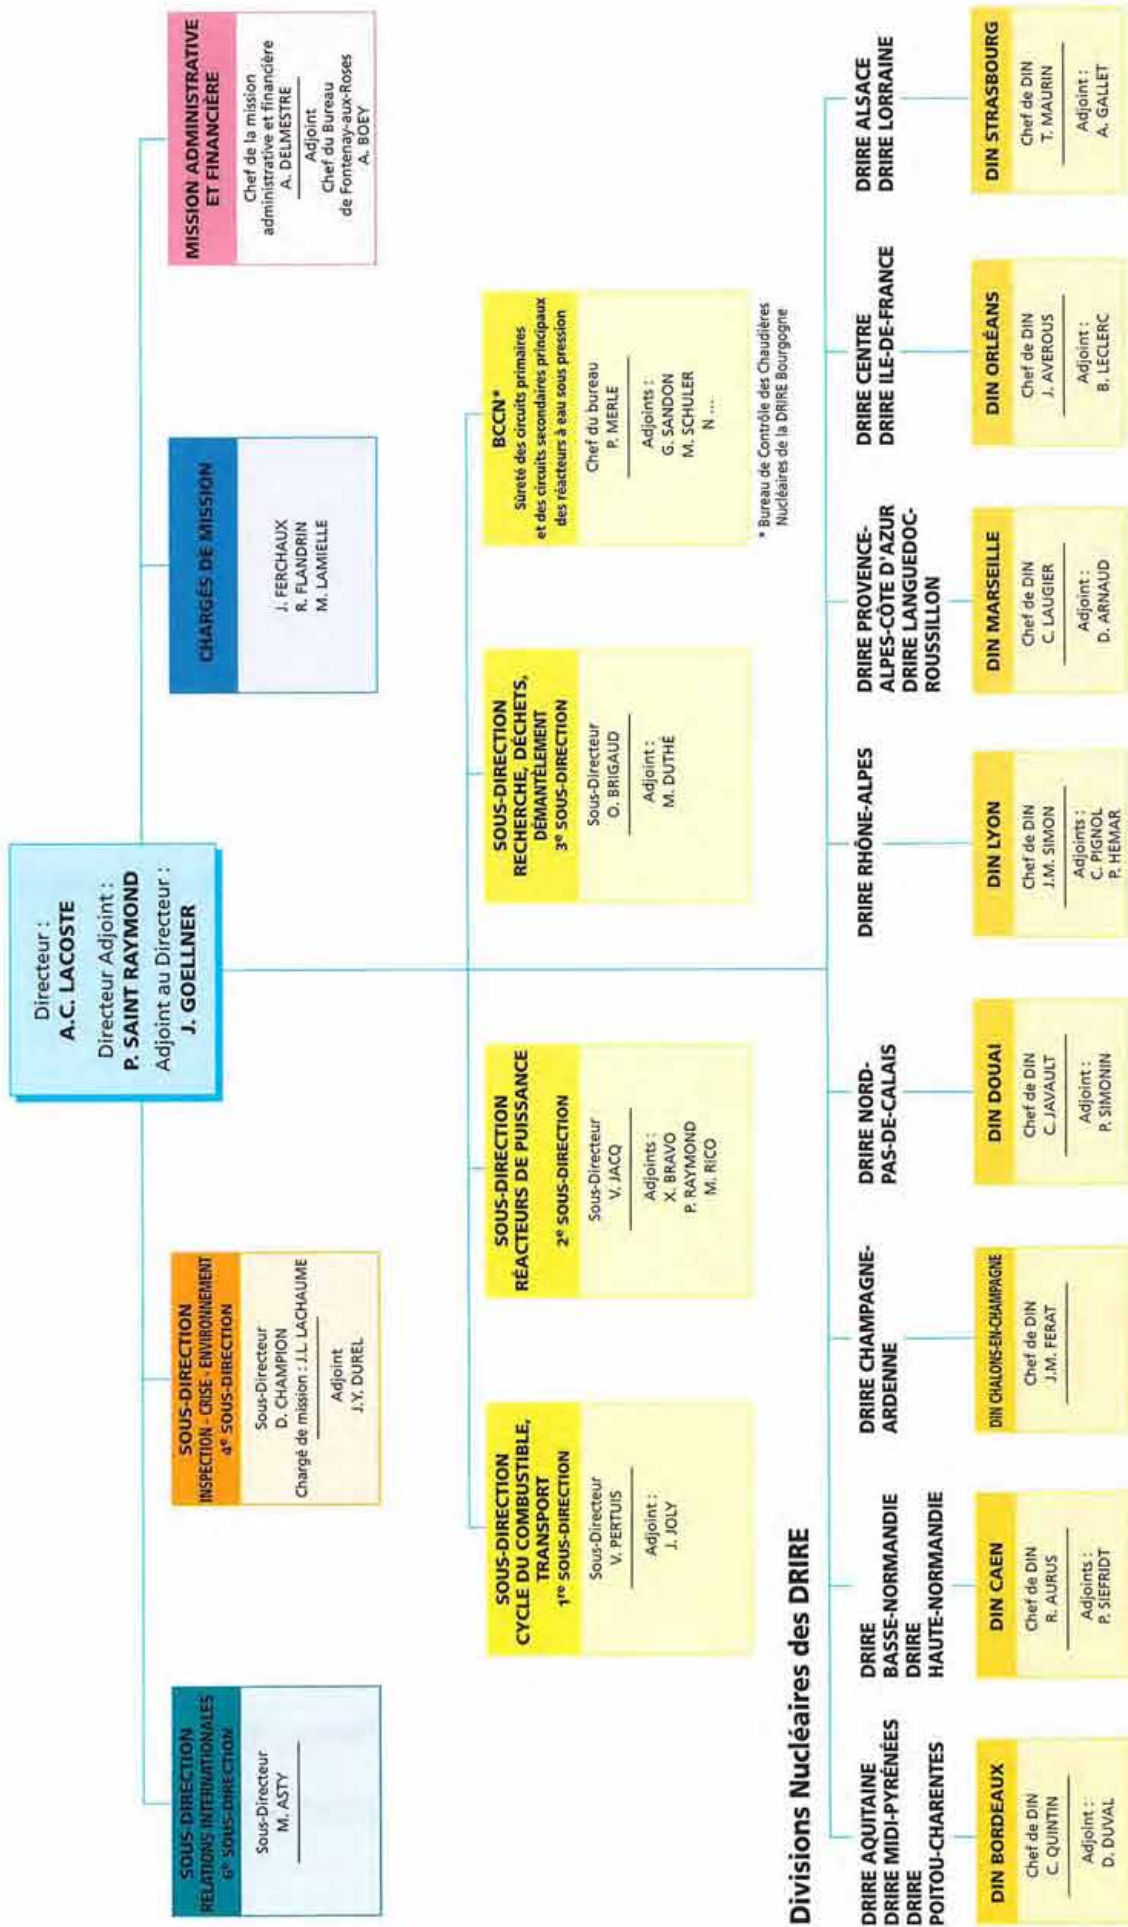 Directeur :
A.C. LACOSTE
Directeur Adjoint :
P. SAINT RAYMOND
Adjoint au Directeur :
J. GOELLNER
SOUS-DIRECTION
RELATIONS INTERNATIONALES
6e SOUS-DIRECTION
Sous-Directeur
M. ASTY
SOUS-DIRECTION
INSPECTION - CRISE - ENVIRONNEMENT
4e SOUS-DIRECTION
Sous-Directeur
D. CHAMPION
Chargé de mission : J.L. LACHAUME
Adjoint
J.Y. DUREL
CHARGÉS DE MISSION
J. FERCHAUX
R. FLANDRIN
M. LAMIELLE
MISSION ADMINISTRATIVE
ET FINANCIÈRE
Chef de la mission
administrative et financière
A. DELMESTRE
Adjoint
Chef du Bureau
de Fontenay-aux-Roses
A. BOEY
SOUS-DIRECTION
CYCLE DU COMBUSTIBLE,
TRANSPORT
1re SOUS-DIRECTION
Sous-Directeur
V. PERTUIS
Adjoint :
J. JOLY
SOUS-DIRECTION
RÉACTEURS DE PUISSANCE
2e SOUS-DIRECTION
Sous-Directeur
V. JACQ
Adjoints :
X. BRAVO
P. RAYMOND
M. RICO
SOUS-DIRECTION
RECHERCHE, DÉCHETS,
DÉMANTÈLEMENT
3e SOUS-DIRECTION
Sous-Directeur
O. BRIGAUD
Adjoint :
M. DUTHÉ
BCCN*
Sûreté des circuits primaires
et des circuits secondaires principaux
des réacteurs à eau sous pression
Chef du bureau
P. MERLE
Adjoints :
G. SANDON
M. SCHULER
N ...
* Bureau de Contrôle des Chaudières
Nucléaires de la DRIRE Bourgogne
Divisions Nucléaires des DRIRE
DRIRE AQUITAINE
DRIRE MIDI-PYRÉNÉES
DRIRE
POITOU-CHARENTES
DIN BORDEAUX
Chef de DIN
C. QUINTIN
Adjoint :
D. DUVAL
DRIRE
BASSE-NORMANDIE
DRIRE
HAUTE-NORMANDIE
DIN CAEN
Chef de DIN
R. AURUS
Adjoints :
P. SIEFRIDT
DRIRE CHAMPAGNE-
ARDENNE
DIN CHALONS-EN-CHAMPAGNE
Chef de DIN
J.M. FERAT
DRIRE NORD-
PAS-DE-CALAIS
DIN DOUAI
Chef de DIN
C. JAVAULT
Adjoint :
P. SIMONIN
DRIRE RHÔNE-ALPES
DIN LYON
Chef de DIN
J.M. SIMON
Adjoints :
C. PIGNOL
P. HEMAR
DRIRE PROVENCE-
ALPES-CÔTE D'AZUR
DRIRE LANGUEDOC-
ROUSSILLON
DIN MARSEILLE
Chef de DIN
C. LAUGIER
Adjoint :
D. ARNAUD
DRIRE CENTRE
DRIRE ILE-DE-FRANCE
DIN ORLÉANS
Chef de DIN
J. AVEROUS
Adjoint :
B. LECLERC
DRIRE ALSACE
DRIRE LORRAINE
DIN STRASBOURG
Chef de DIN
T. MAURIN
Adjoint :
A. GALLET